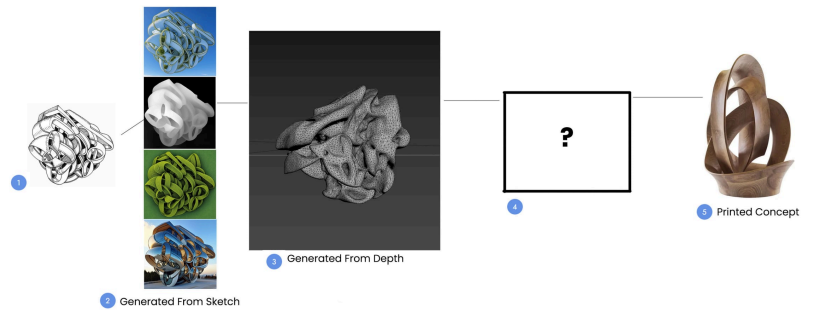 1
2 Generated From Sketch
3 Generated From Depth
?
4
5 Printed Concept